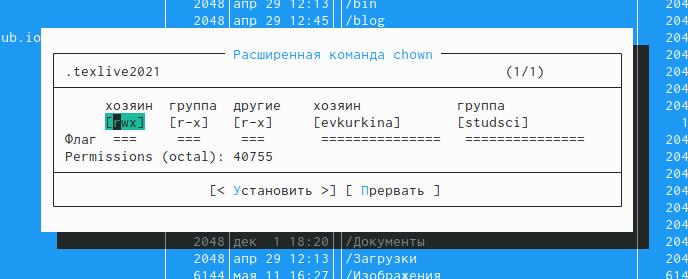 2048 апр 29 12:13 /bin
2048 апр 29 12:45 /blog
ub.io
Расширенная команда chown
.texlive2021 (1/1)
хозяин группа другие хозяин группа
[rwx] [r-x] [r-x] [evkurkina] [studsci]
Флаг === === === =============== ===============
Permissions (octal): 40755
[< Установить >] [ Прервать ]
2048 дек 1 18:20 /Документы
2048 апр 29 12:13 /Загрузки
6144 мая 11 16:27 /Изображения